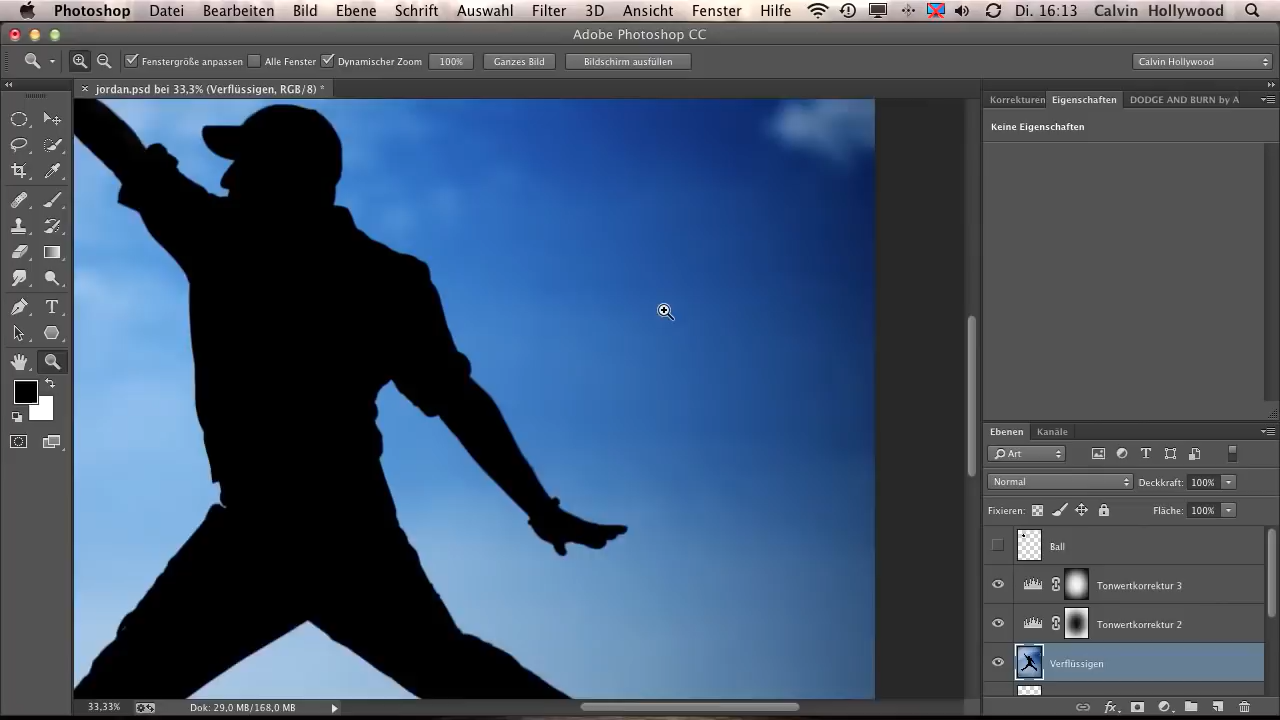 Photoshop Datei Bearbeiten Bild Ebene Schrift Auswahl Filter 3D Ansicht Fenster Hilfe Di. 16:13 Calvin Hollywood
Adobe Photoshop CC
Fenstergröße anpassen Alle Fenster Dynamischer Zoom 100% Ganzes Bild Bildschirm ausfüllen Calvin Hollywood
jordan.psd bei 33,3% (Verflüssigen, RGB/8) *
Korrekturen Eigenschaften DODGE AND BURN by A
Keine Eigenschaften
Ebenen Kanäle
Art
Normal Deckkraft: 100%
Fixieren: Fläche: 100%
Ball
Tonwertkorrektur 3
Tonwertkorrektur 2
Verflüssigen
33,33% Dok: 29,0 MB/168,0 MB